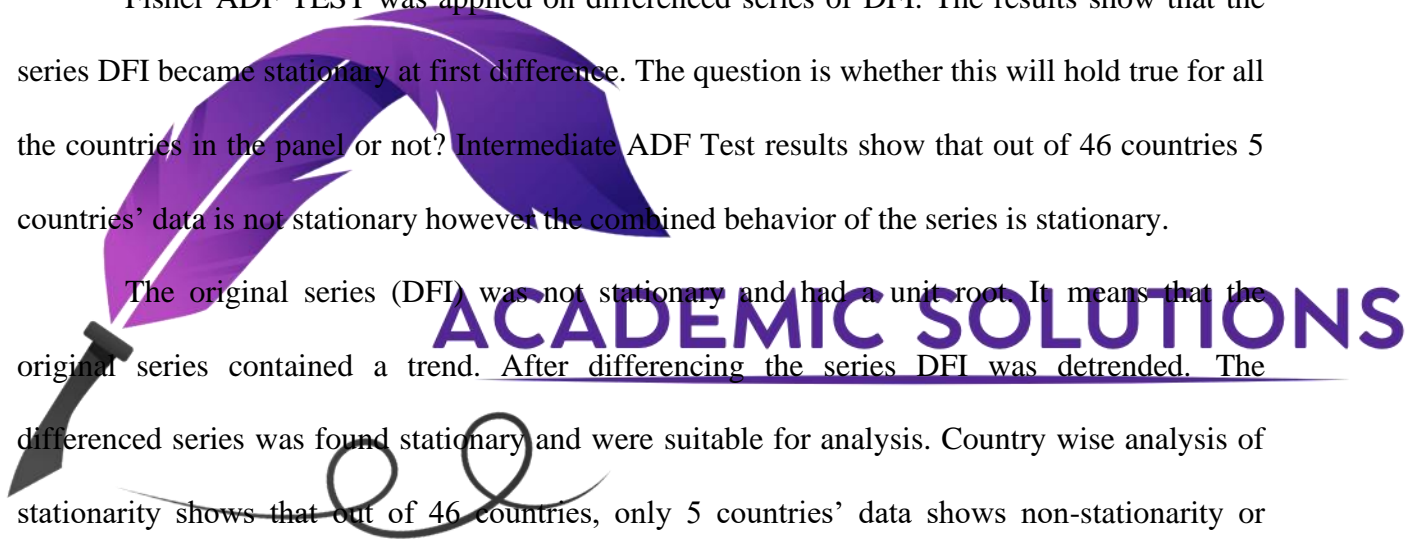 Fisher ADF TEST was applied on differenced series of DFI. The results show that the
series DFI became stationary at first difference. The question is whether this will hold true for all
the countries in the panel or not? Intermediate ADF Test results show that out of 46 countries 5
countries’ data is not stationary however the combined behavior of the series is stationary.
The original series (DFI) was not stationary and had a unit root. It means that the
ACADEMIC SOLUTIONS
original series contained a trend. After differencing the series DFI was detrended. The
differenced series was found stationary and were suitable for analysis. Country wise analysis of
stationarity shows that out of 46 countries, only 5 countries’ data shows non-stationarity or